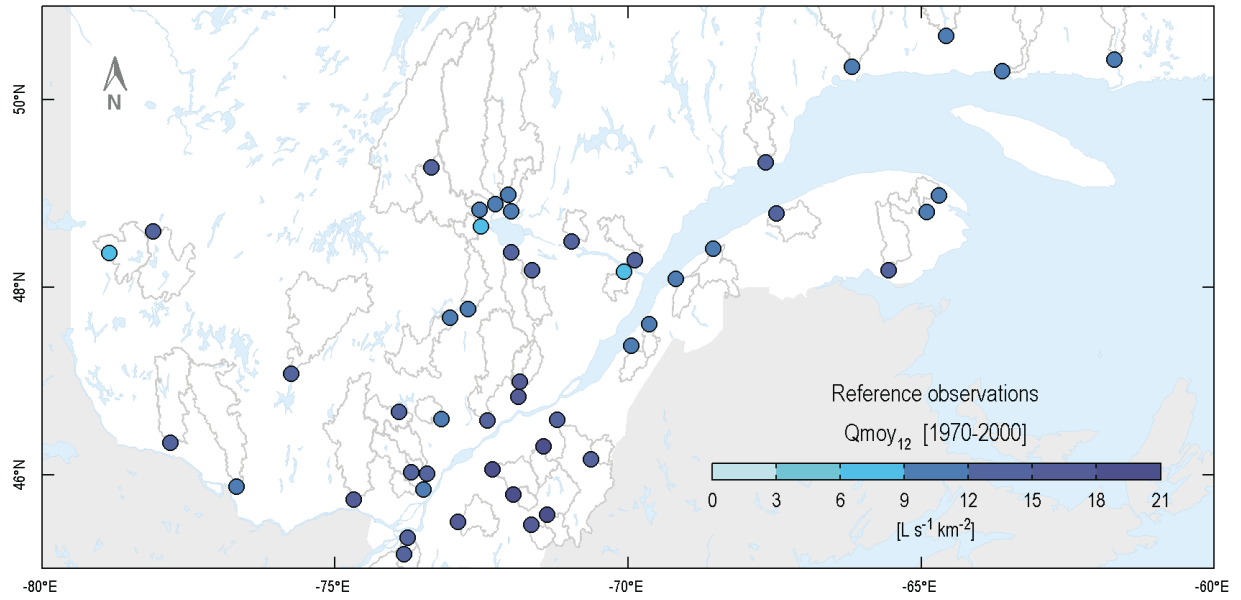 50°N
48°N
46°N
N
Reference observations
Qmoy12 [1970-2000]
0 3 6 9 12 15 18 21
[L s-1 km-2]
-80°E -75°E -70°E -65°E -60°E